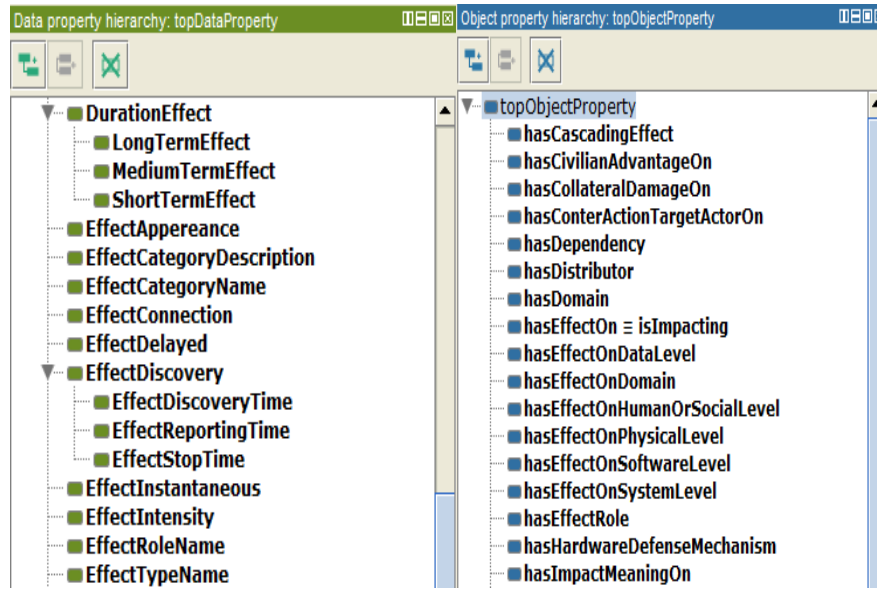 Data property hierarchy: topDataProperty
DurationEffect
LongTermEffect
MediumTermEffect
ShortTermEffect
EffectAppereance
EffectCategoryDescription
EffectCategoryName
EffectConnection
EffectDelayed
EffectDiscovery
EffectDiscoveryTime
EffectReportingTime
EffectStopTime
EffectInstantaneous
EffectIntensity
EffectRoleName
EffectTypeName
Object property hierarchy: topObjectProperty
topObjectProperty
hasCascadingEffect
hasCivilianAdvantageOn
hasCollateralDamageOn
hasConterActionTargetActorOn
hasDependency
hasDistributor
hasDomain
hasEffectOn ≡ isImpacting
hasEffectOnDataLevel
hasEffectOnDomain
hasEffectOnHumanOrSocialLevel
hasEffectOnPhysicalLevel
hasEffectOnSoftwareLevel
hasEffectOnSystemLevel
hasEffectRole
hasHardwareDefenseMechanism
hasImpactMeaningOn